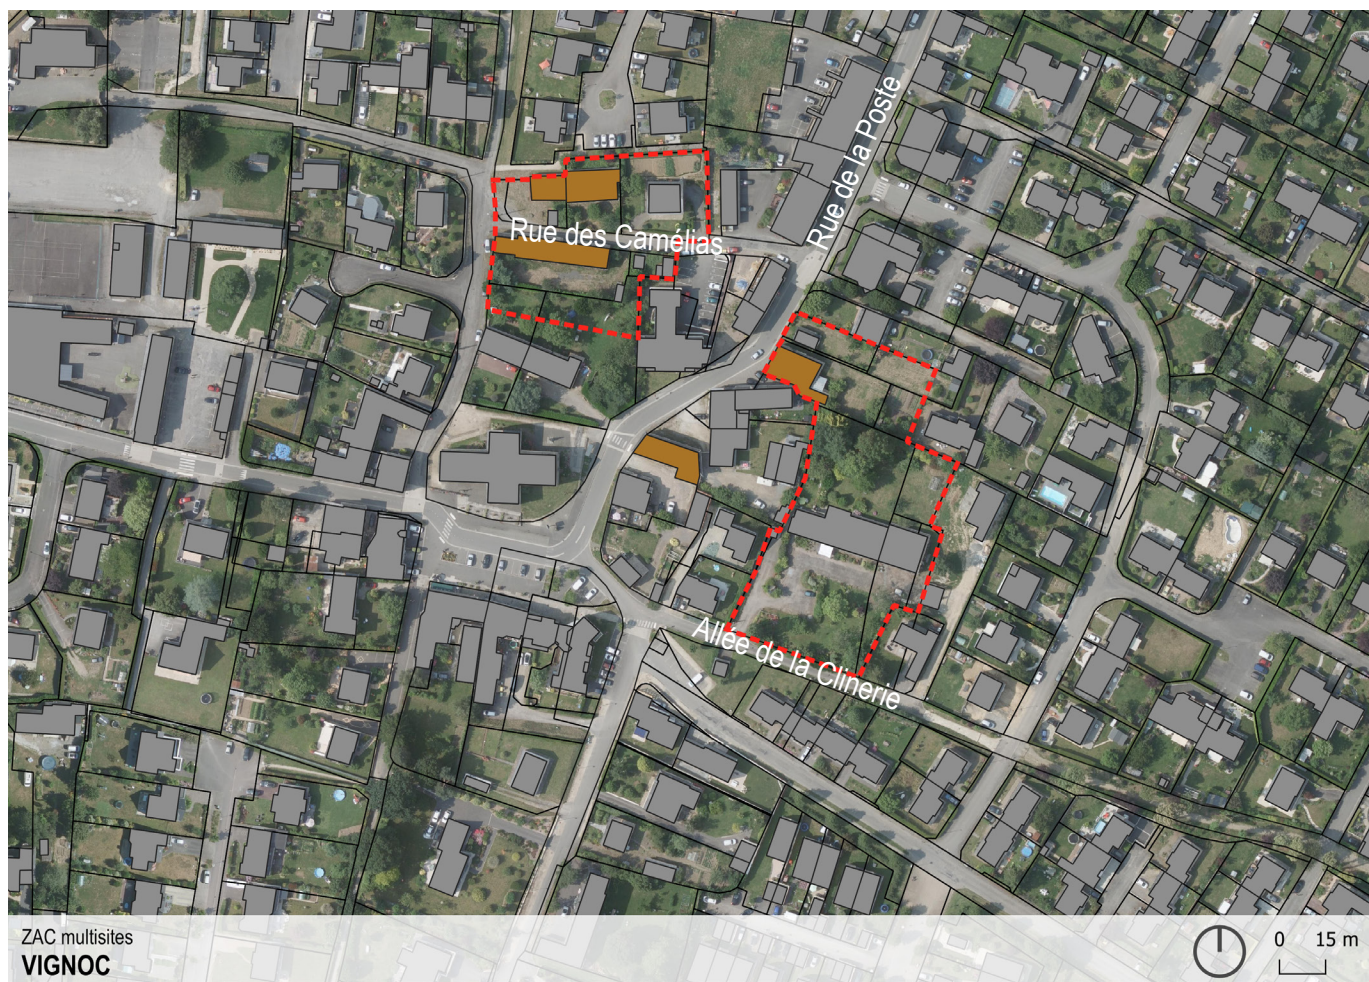 Rue de la Poste
Rue des Camélias
Allée de la Clinerie
ZAC multisites
VIGNOC
0 15 m